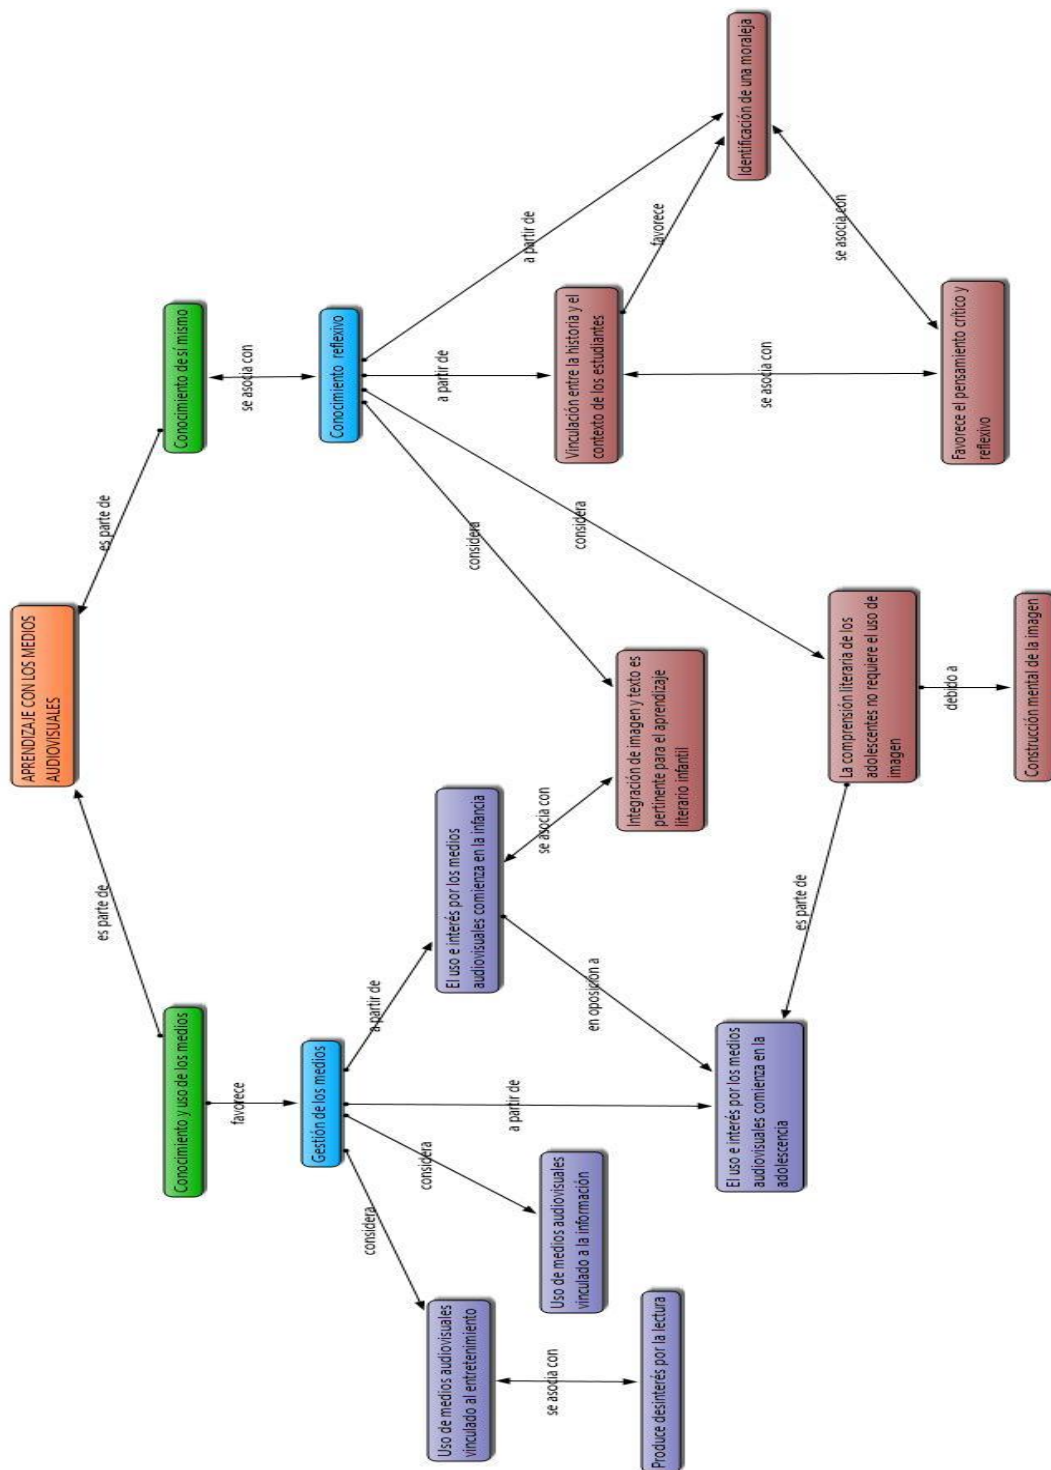 APRENDIZAJE CON LOS MEDIOS
AUDIOVISUALES
es parte de
es parte de
Conocimiento y uso de los medios
Conocimiento de sí mismo
favorece
se asocia con
Gestión de los medios
Conocimiento reflexivo
considera
considera
a partir de
a partir de
considera
considera
a partir de
a partir de
Uso de medios audiovisuales
vinculado al entretenimiento
El uso e interés por los medios
audiovisuales comienza en la infancia
Uso de medios audiovisuales
vinculado a la información
se asocia con
en oposición a
se asocia con
Vinculación entre la historia y el
contexto de los estudiantes
favorece
Integración de imagen y texto es
pertinente para el aprendizaje
literario infantil
Produce desinterés por la lectura
El uso e interés por los medios
audiovisuales comienza en la
adolescencia
Identificación de una moraleja
es parte de
se asocia con
se asocia con
La comprensión literaria de los
adolescentes no requiere el uso de
imagen
Favorece el pensamiento crítico y
reflexivo
debido a
Construcción mental de la imagen